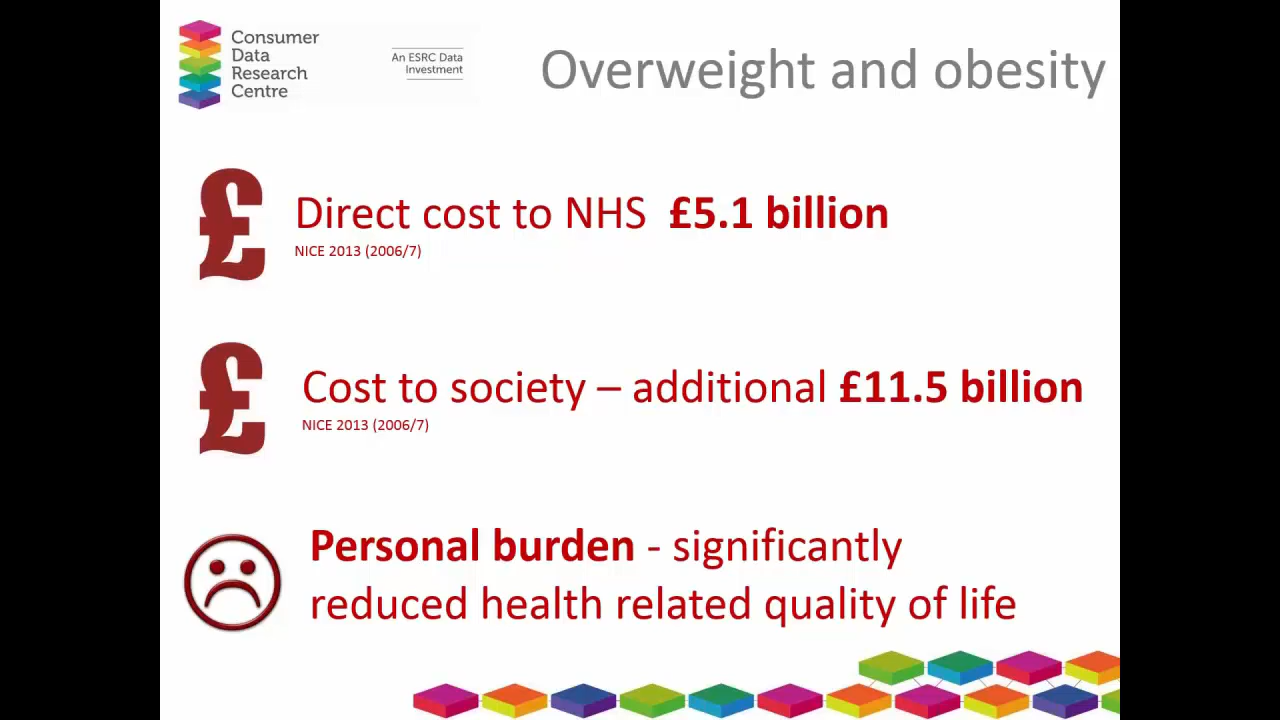 Consumer
Data
Research
Centre
An ESRC Data
Investment
Overweight and obesity
£
Direct cost to NHS £5.1 billion
NICE 2013 (2006/7)
£
Cost to society – additional £11.5 billion
NICE 2013 (2006/7)
Personal burden - significantly
reduced health related quality of life